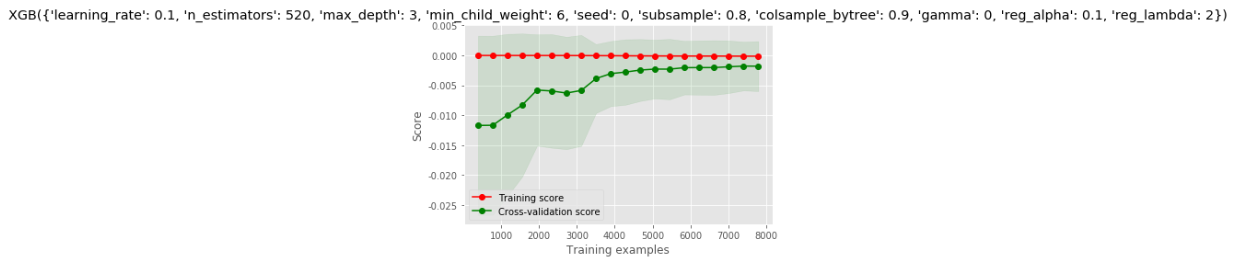 XGB({'learning_rate': 0.1, 'n_estimators': 520, 'max_depth': 3, 'min_child_weight': 6, 'seed': 0, 'subsample': 0.8, 'colsample_bytree': 0.9, 'gamma': 0, 'reg_alpha': 0.1, 'reg_lambda': 2})
0.005
0.000
-0.005
-0.010
-0.015
-0.020
-0.025
Score
Training score
Cross-validation score
1000 2000 3000 4000 5000 6000 7000 8000
Training examples